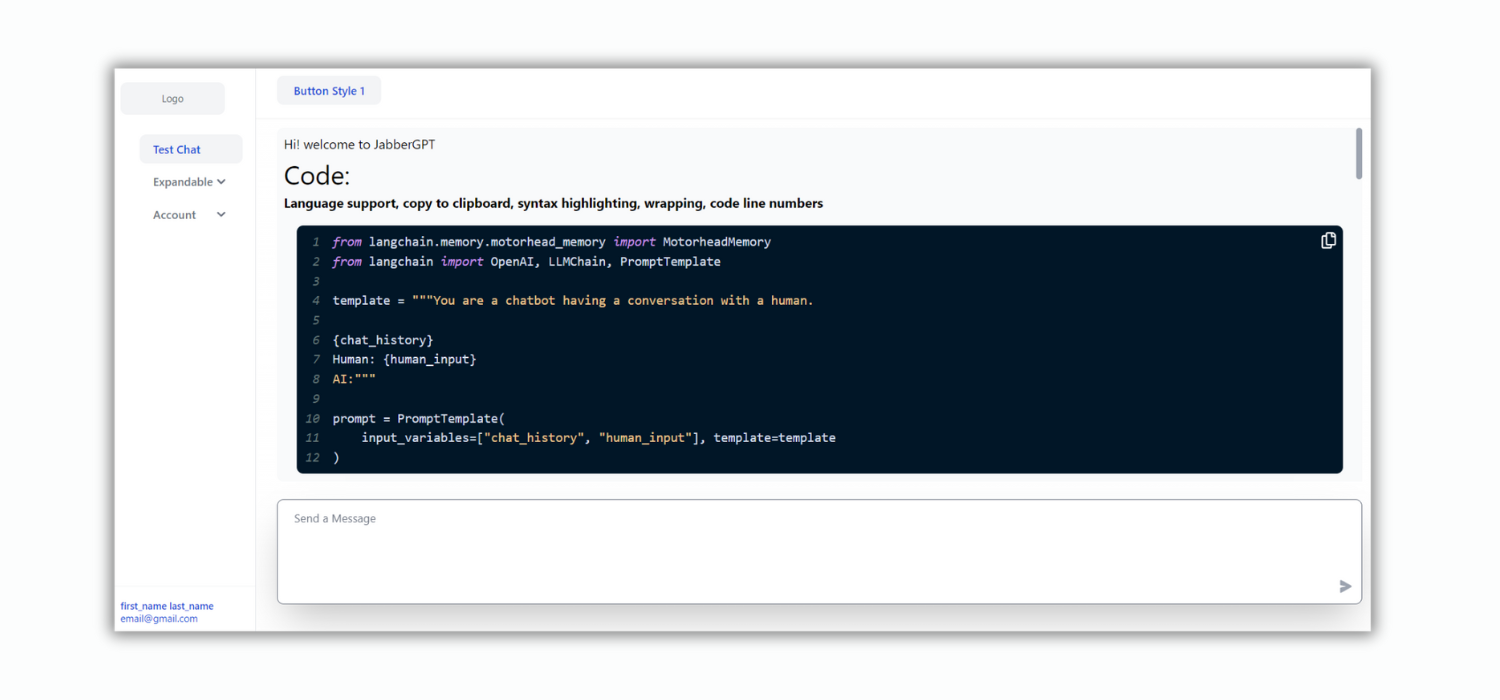 Logo
Button Style 1
Test Chat
Expandable
Account
Hi! welcome to JabberGPT
Code:
Language support, copy to clipboard, syntax highlighting, wrapping, code line numbers
1 from langchain.memory.motorhead_memory import MotorheadMemory
2 from langchain import OpenAI, LLMChain, PromptTemplate
3
4 template = """You are a chatbot having a conversation with a human.
5
6 {chat_history}
7 Human: {human_input}
8 AI:"""
9
10 prompt = PromptTemplate(
11     input_variables=["chat_history", "human_input"], template=template
12 )
Send a Message
first_name last_name
email@gmail.com